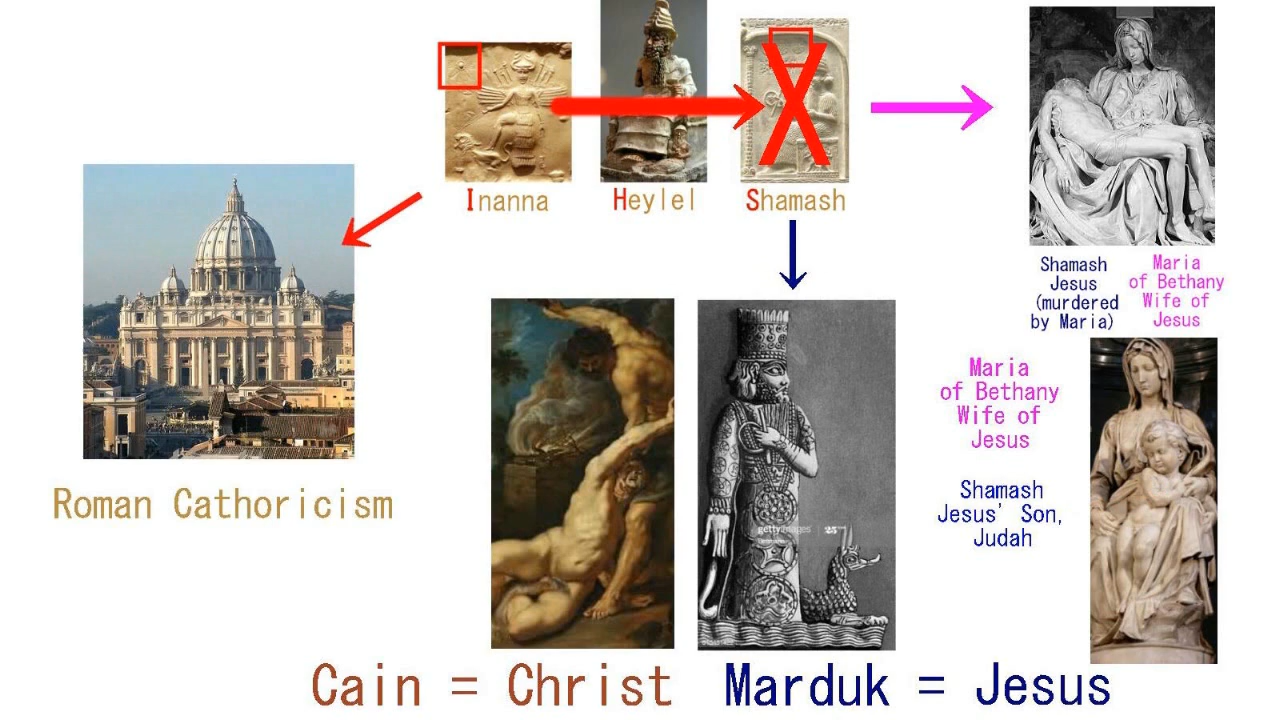 Inanna
Heylel
Shamash
Shamash
Jesus
(murdered
by Maria)
Maria
of Bethany
Wife of
Jesus
Maria
of Bethany
Wife of
Jesus
Shamash
Jesus' Son,
Judah
Roman Cathoricism
gettyimages
Cain = Christ
Marduk = Jesus